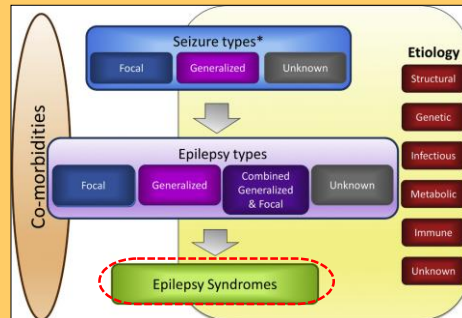 Co-morbidities
Seizure types*
Focal
Generalized
Unknown
Epilepsy types
Focal
Generalized
Combined
Generalized
& Focal
Unknown
Epilepsy Syndromes
Etiology
Structural
Genetic
Infectious
Metabolic
Immune
Unknown